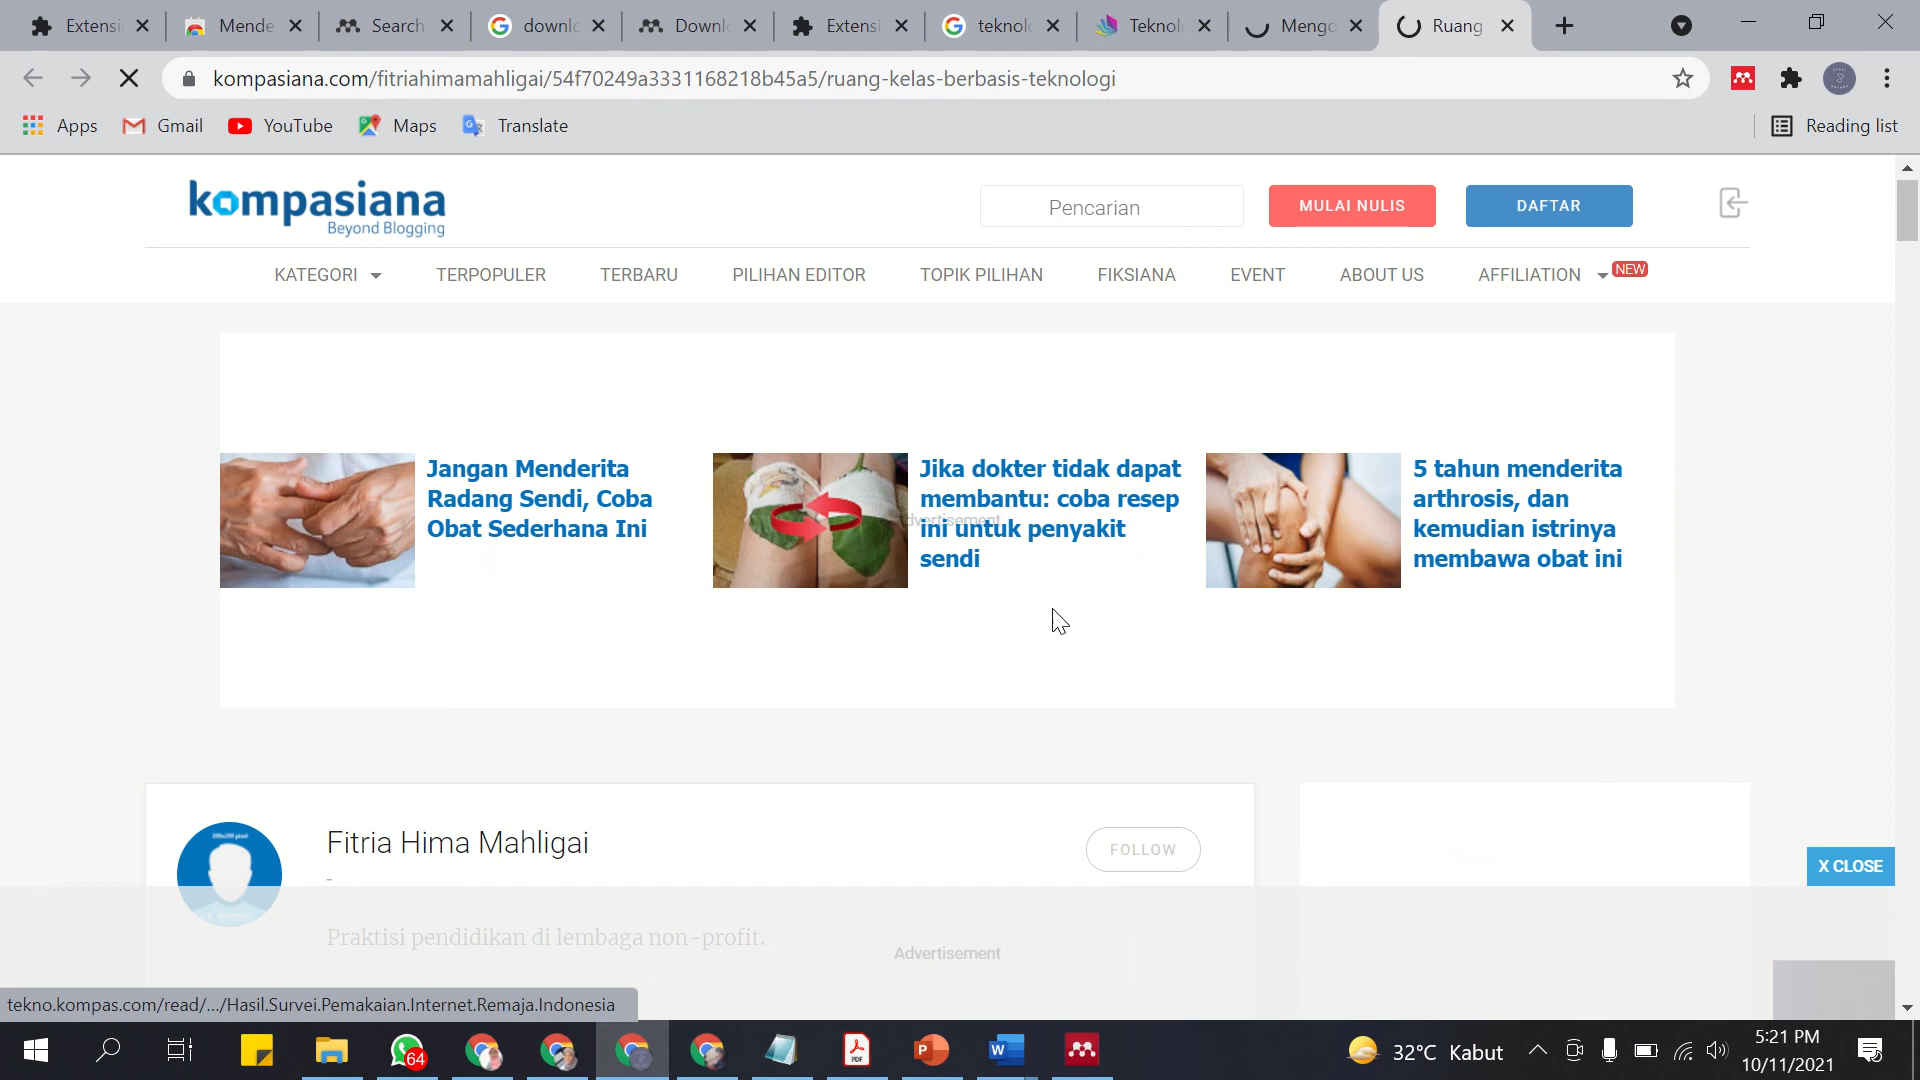 Extensi
Mende
Search
downlo
Downl
Extensi
teknolo
Teknol
Mengo
Ruang
kompasiana.com/fitriahimamahligai/54f70249a3331168218b45a5/ruang-kelas-berbasis-teknologi
Apps
Gmail
YouTube
Maps
Translate
Reading list
kompasiana
Beyond Blogging
Pencarian
MULAI NULIS
DAFTAR
KATEGORI
TERPOPULER
TERBARU
PILIHAN EDITOR
TOPIK PILIHAN
FIKSIANA
EVENT
ABOUT US
AFFILIATION
NEW
Jangan Menderita
Radang Sendi, Coba
Obat Sederhana Ini
Jika dokter tidak dapat
membantu: coba resep
ini untuk penyakit
sendi
5 tahun menderita
arthrosis, dan
kemudian istrinya
membawa obat ini
Advertisement
Fitria Hima Mahligai
-
FOLLOW
X CLOSE
Praktisi pendidikan di lembaga non-profit.
Advertisement
tekno.kompas.com/read/.../Hasil.Survei.Pemakaian.Internet.Remaja.Indonesia
64
PDF
P
W
32°C Kabut
5:21 PM
10/11/2021